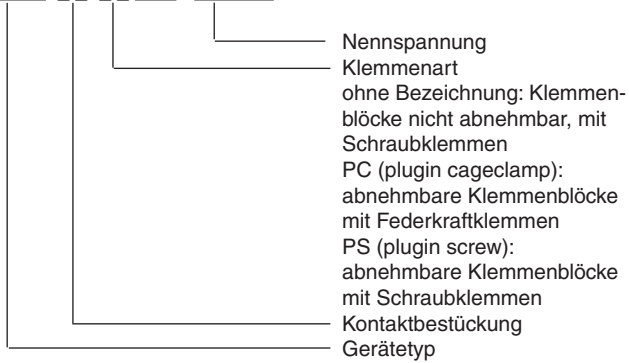 Nennspannung
Klemmenart
ohne Bezeichnung: Klemmen-
blöcke nicht abnehmbar, mit
Schraubklemmen
PC (plugin cageclamp):
abnehmbare Klemmenblöcke
mit Federkraftklemmen
PS (plugin screw):
abnehmbare Klemmenblöcke
mit Schraubklemmen
Kontaktbestückung
Gerätetyp